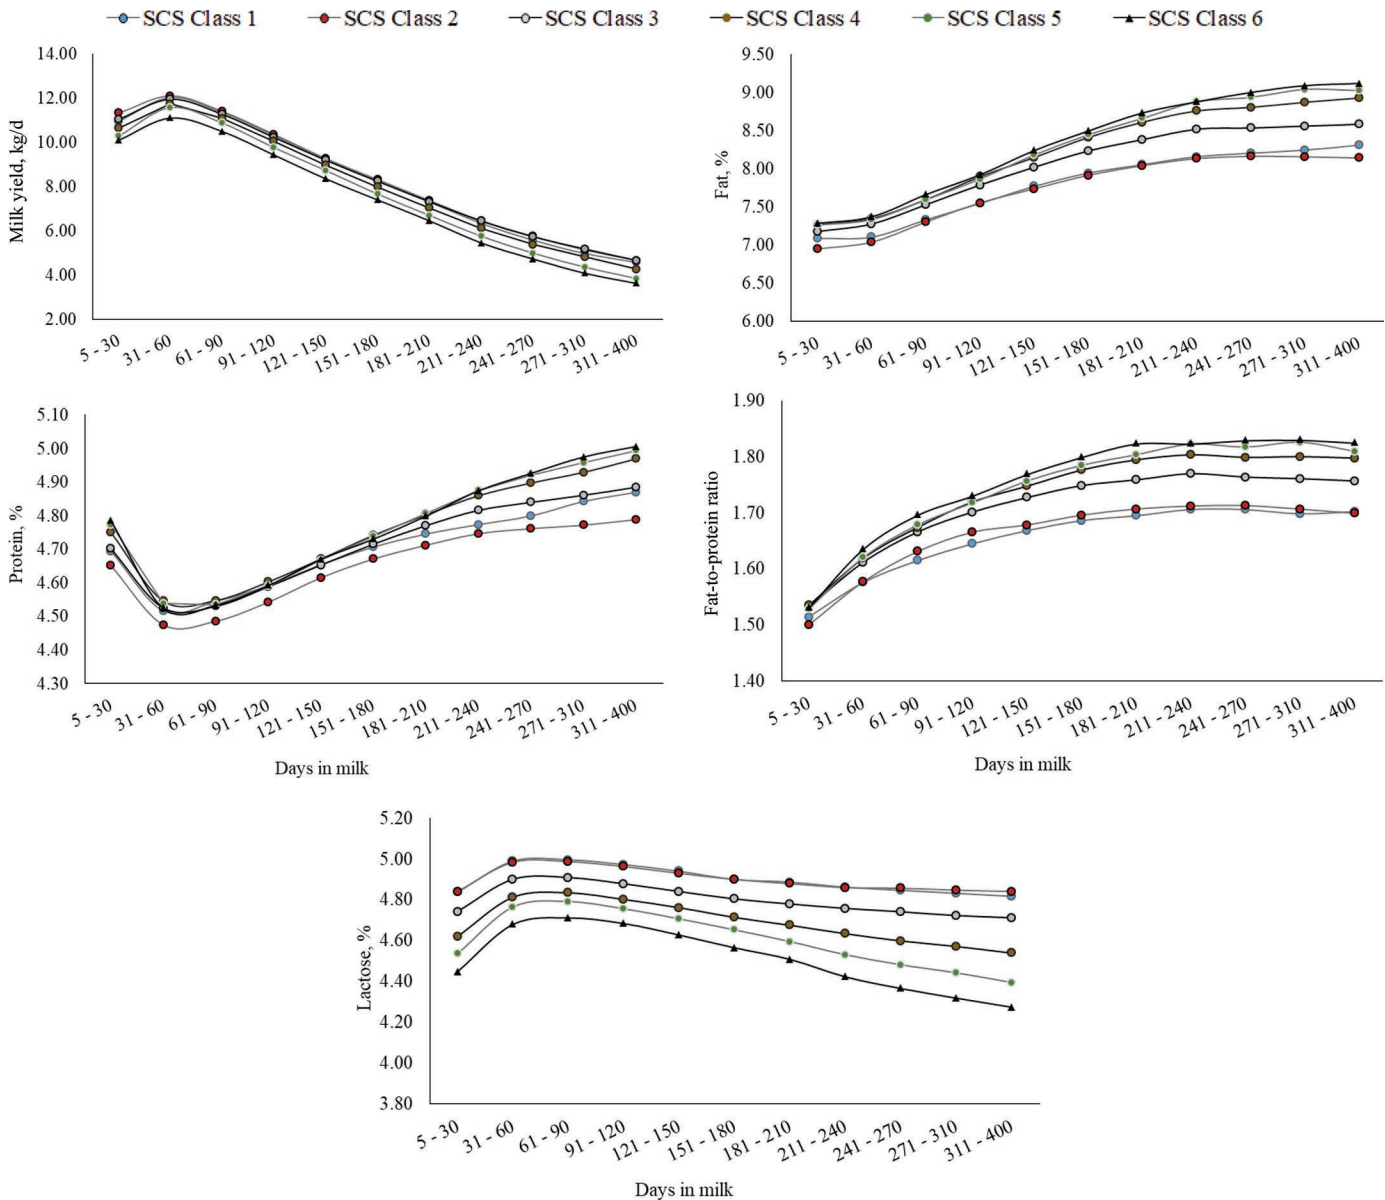 SCS Class 1 SCS Class 2 SCS Class 3 SCS Class 4 SCS Class 5 SCS Class 6
Milk yield, kg/d
14.00
12.00
10.00
8.00
6.00
4.00
2.00
5 - 30 31 - 60 61 - 90 91 - 120 121 - 150 151 - 180 181 - 210 211 - 240 241 - 270 271 - 310 311 - 400
Fat, %
9.50
9.00
8.50
8.00
7.50
7.00
6.50
6.00
5 - 30 31 - 60 61 - 90 91 - 120 121 - 150 151 - 180 181 - 210 211 - 240 241 - 270 271 - 310 311 - 400
Protein, %
5.10
5.00
4.90
4.80
4.70
4.60
4.50
4.40
4.30
5 - 30 31 - 60 61 - 90 91 - 120 121 - 150 151 - 180 181 - 210 211 - 240 241 - 270 271 - 310 311 - 400
Days in milk
Fat-to-protein ratio
1.90
1.80
1.70
1.60
1.50
1.40
5 - 30 31 - 60 61 - 90 91 - 120 121 - 150 151 - 180 181 - 210 211 - 240 241 - 270 271 - 310 311 - 400
Days in milk
Lactose, %
5.20
5.00
4.80
4.60
4.40
4.20
4.00
3.80
5 - 30 31 - 60 61 - 90 91 - 120 121 - 150 151 - 180 181 - 210 211 - 240 241 - 270 271 - 310 311 - 400
Days in milk